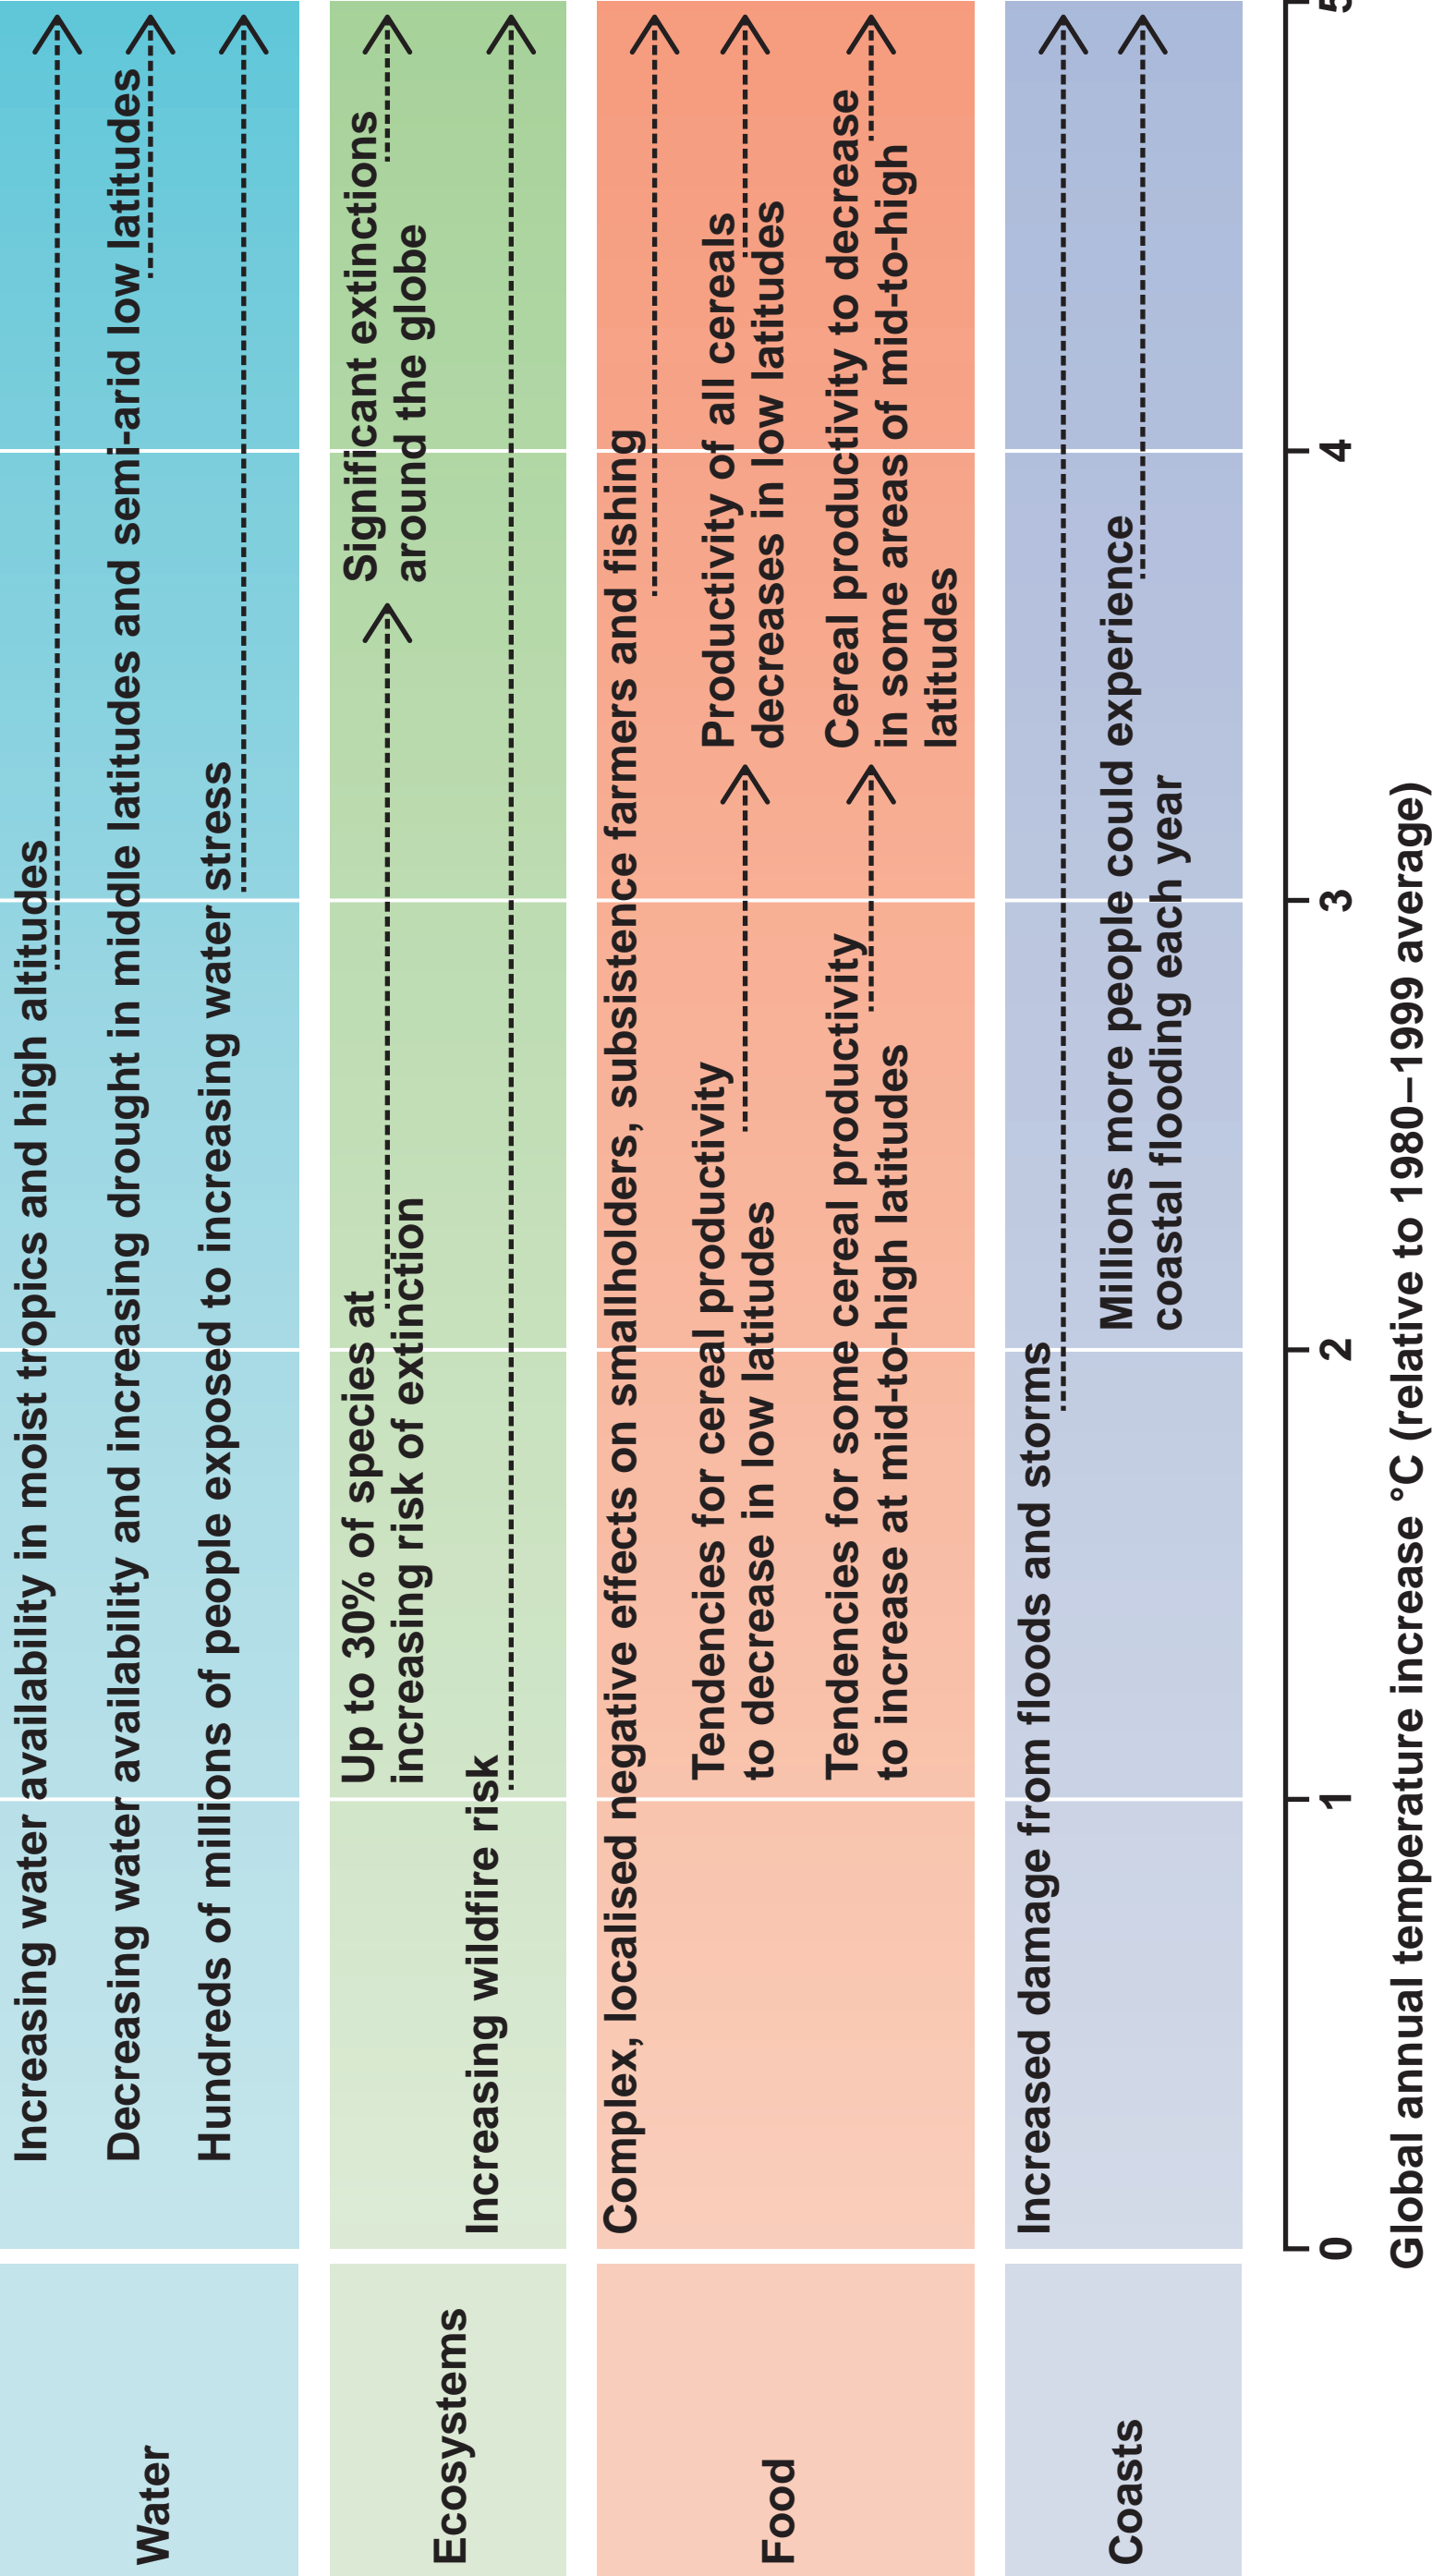 Water
Increasing water availability in moist tropics and high altitudes
Decreasing water availability and increasing drought in middle latitudes and semi-arid low latitudes
Hundreds of millions of people exposed to increasing water stress
Ecosystems
Up to 30% of species at
increasing risk of extinction
Significant extinctions
around the globe
Increasing wildfire risk
Food
Complex, localised negative effects on smallholders, subsistence farmers and fishing
Tendencies for cereal productivity
to decrease in low latitudes
Productivity of all cereals
decreases in low latitudes
Tendencies for some cereal productivity
to increase at mid-to-high latitudes
Cereal productivity to decrease
in some areas of mid-to-high
latitudes
Coasts
Increased damage from floods and storms
Millions more people could experience
coastal flooding each year
0 1 2 3 4 5
Global annual temperature increase °C (relative to 1980–1999 average)